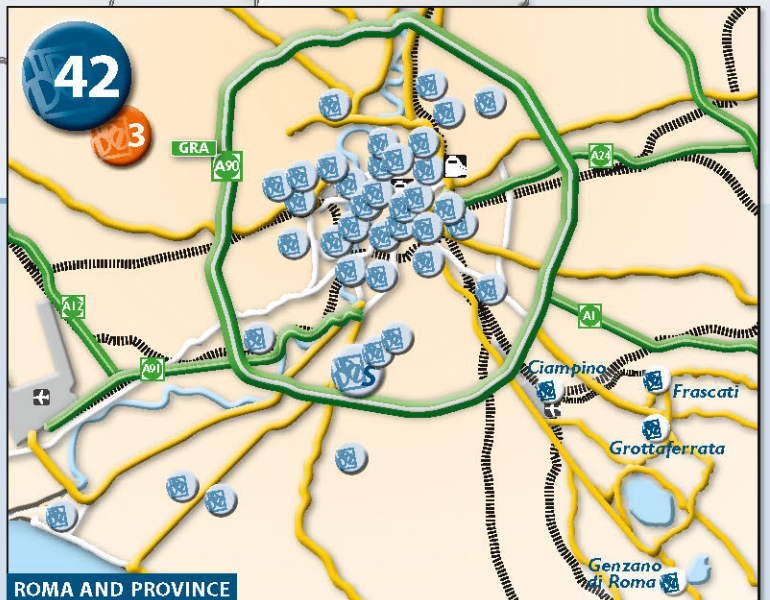 42
3
GRA
A90
A24
A12
A91
A1
S
Ciampino
Frascati
Grottaferrata
Genzano
di Roma
ROMA AND PROVINCE